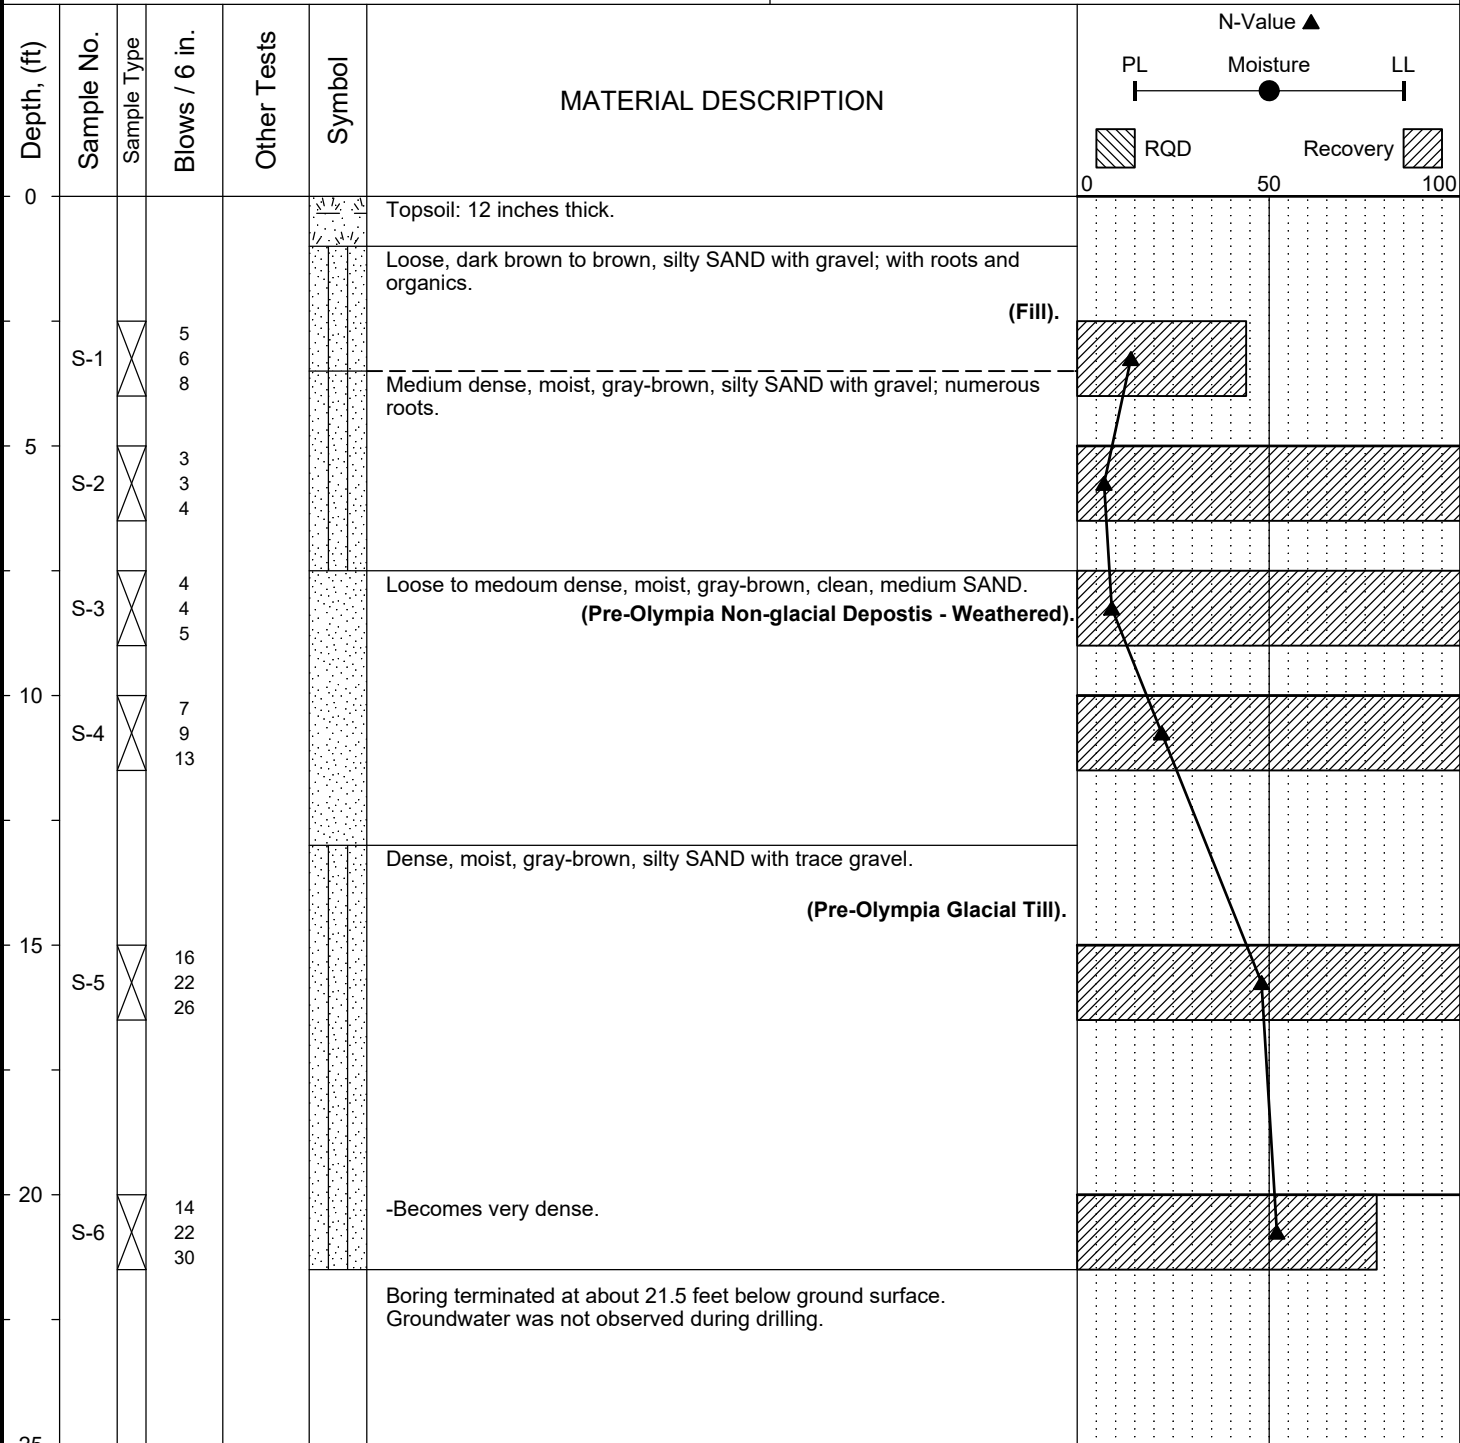 N-Value
PL Moisture LL
RQD Recovery
0 50 100
Depth, (ft)
Sample No.
Sample Type
Blows / 6 in.
Other Tests
Symbol
MATERIAL DESCRIPTION
0
Topsoil: 12 inches thick.
Loose, dark brown to brown, silty SAND with gravel; with roots and
organics.
(Fill).
5
S-1 6
8
Medium dense, moist, gray-brown, silty SAND with gravel; numerous
roots.
5
3
S-2 3
4
4
Loose to medoum dense, moist, gray-brown, clean, medium SAND.
S-3 4
(Pre-Olympia Non-glacial Depostis - Weathered).
5
10
7
S-4 9
13
Dense, moist, gray-brown, silty SAND with trace gravel.
(Pre-Olympia Glacial Till).
15
16
S-5 22
26
20
14 -Becomes very dense.
S-6 22
30
Boring terminated at about 21.5 feet below ground surface.
Groundwater was not observed during drilling.
25